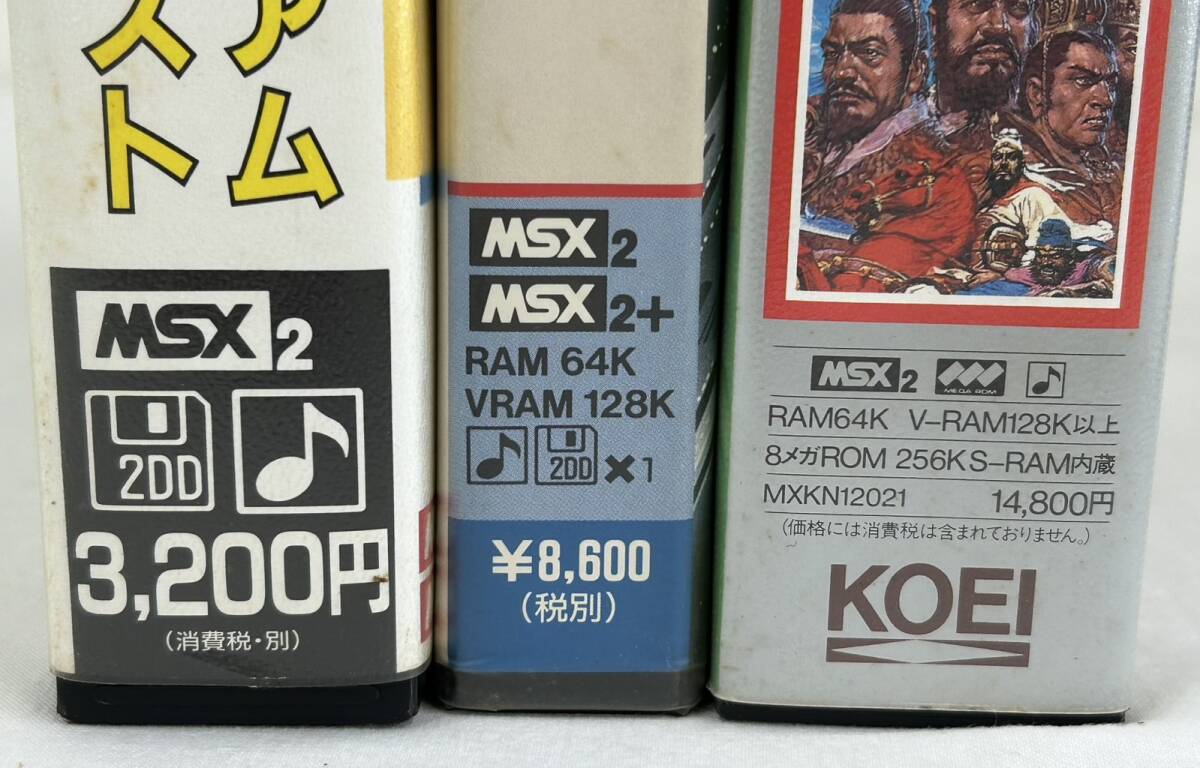 アム
スト
MSX 2
2DD
3,200円
(消費税・別)
MSX 2
MSX 2+
RAM 64K
VRAM 128K
2DD ×1
¥8,600
(税別)
MSX 2 MEGA ROM
RAM64K V-RAM128K以上
8メガROM 256KS-RAM内蔵
MXKN12021 14,800円
(価格には消費税は含まれておりません。)
KOEI